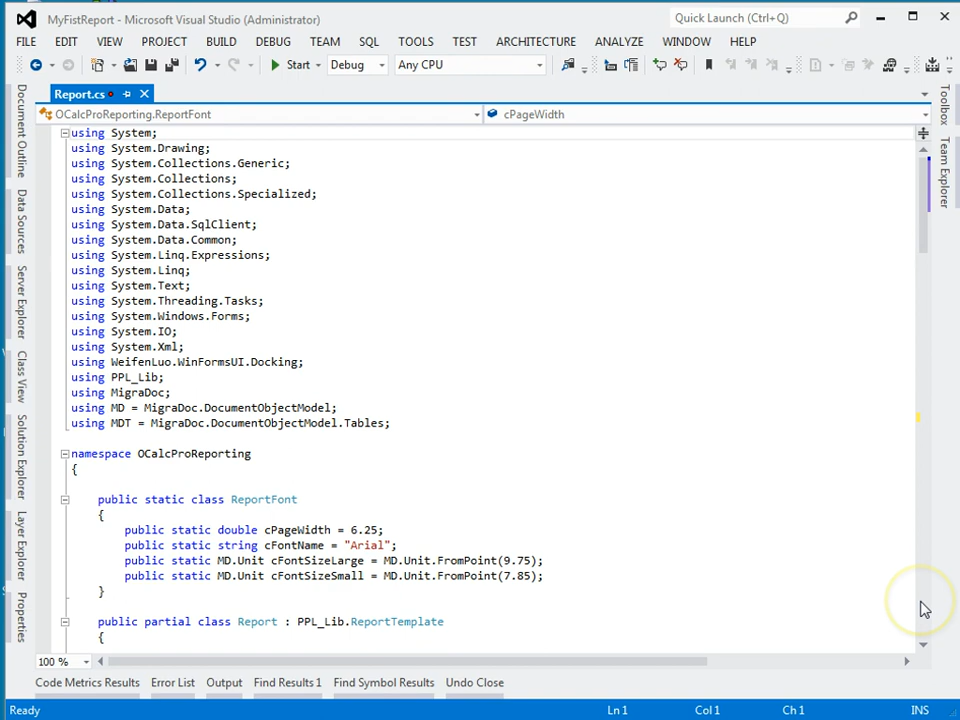 MyFistReport - Microsoft Visual Studio (Administrator)
Quick Launch (Ctrl+Q)
FILE EDIT VIEW PROJECT BUILD DEBUG TEAM SQL TOOLS TEST ARCHITECTURE ANALYZE WINDOW HELP
Start Debug Any CPU
Report.cs
OCalcProReporting.ReportFont cPageWidth
using System;
using System.Drawing;
using System.Collections.Generic;
using System.Collections;
using System.Collections.Specialized;
using System.Data;
using System.Data.SqlClient;
using System.Data.Common;
using System.Linq.Expressions;
using System.Linq;
using System.Text;
using System.Threading.Tasks;
using System.Windows.Forms;
using System.IO;
using System.Xml;
using WeifenLuo.WinFormsUI.Docking;
using PPL_Lib;
using MigraDoc;
using MD = MigraDoc.DocumentObjectModel;
using MDT = MigraDoc.DocumentObjectModel.Tables;
namespace OCalcProReporting
{
public static class ReportFont
{
public static double cPageWidth = 6.25;
public static string cFontName = "Arial";
public static MD.Unit cFontSizeLarge = MD.Unit.FromPoint(9.75);
public static MD.Unit cFontSizeSmall = MD.Unit.FromPoint(7.85);
}
public partial class Report : PPL_Lib.ReportTemplate
{
Document Outline
Data Sources
Server Explorer
Class View
Solution Explorer
Layer Explorer
Properties
Toolbox
Team Explorer
100 %
Code Metrics Results Error List Output Find Results 1 Find Symbol Results Undo Close
Ready Ln 1 Col 1 Ch 1 INS